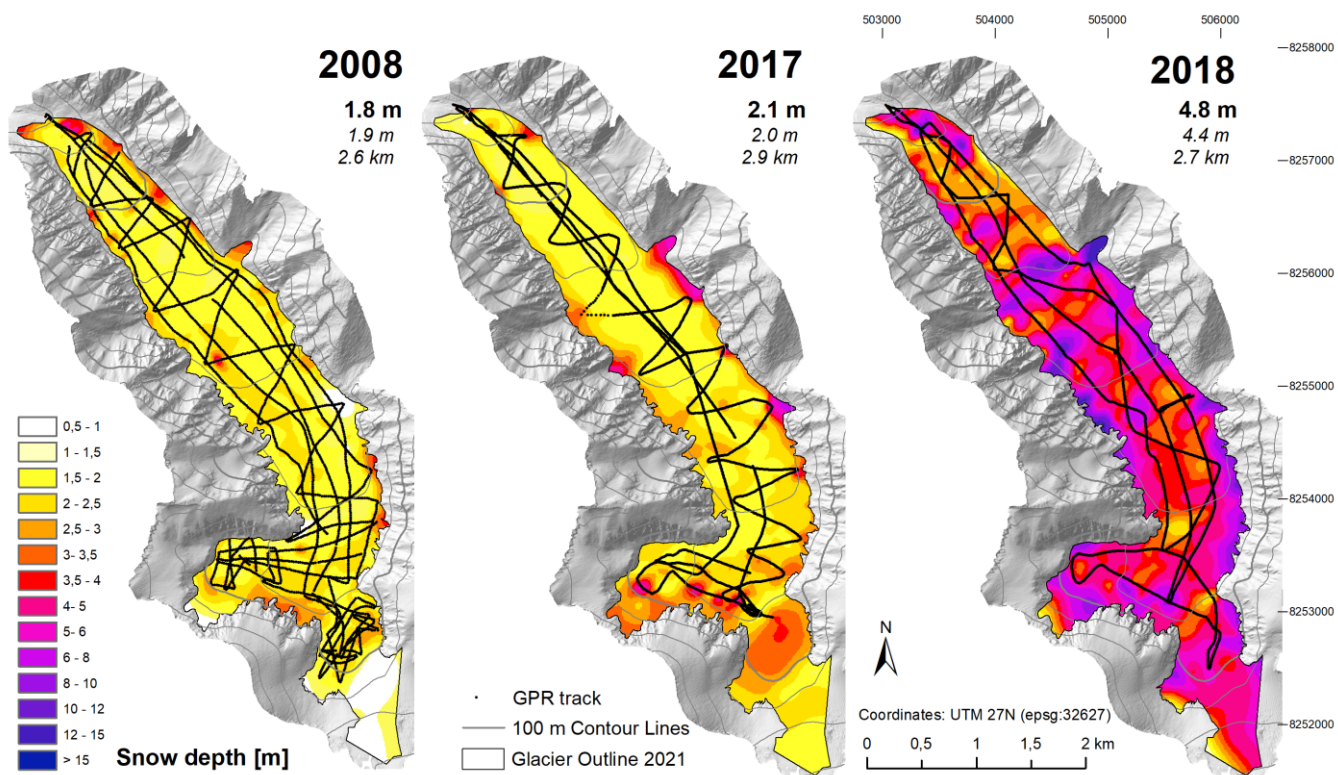 2008
1.8 m
1.9 m
2.6 km
2017
2.1 m
2.0 m
2.9 km
503000 504000 505000 506000
2018
4.8 m
4.4 m
2.7 km
8258000
8257000
8256000
8255000
8254000
8253000
8252000
0,5 - 1
1 - 1,5
1,5 - 2
2 - 2,5
2,5 - 3
3 - 3,5
3,5 - 4
4 - 5
5 - 6
6 - 8
8 - 10
10 - 12
12 - 15
> 15
Snow depth [m]
GPR track
100 m Contour Lines
Glacier Outline 2021
N
Coordinates: UTM 27N (epsg:32627)
0 0,5 1 2 km